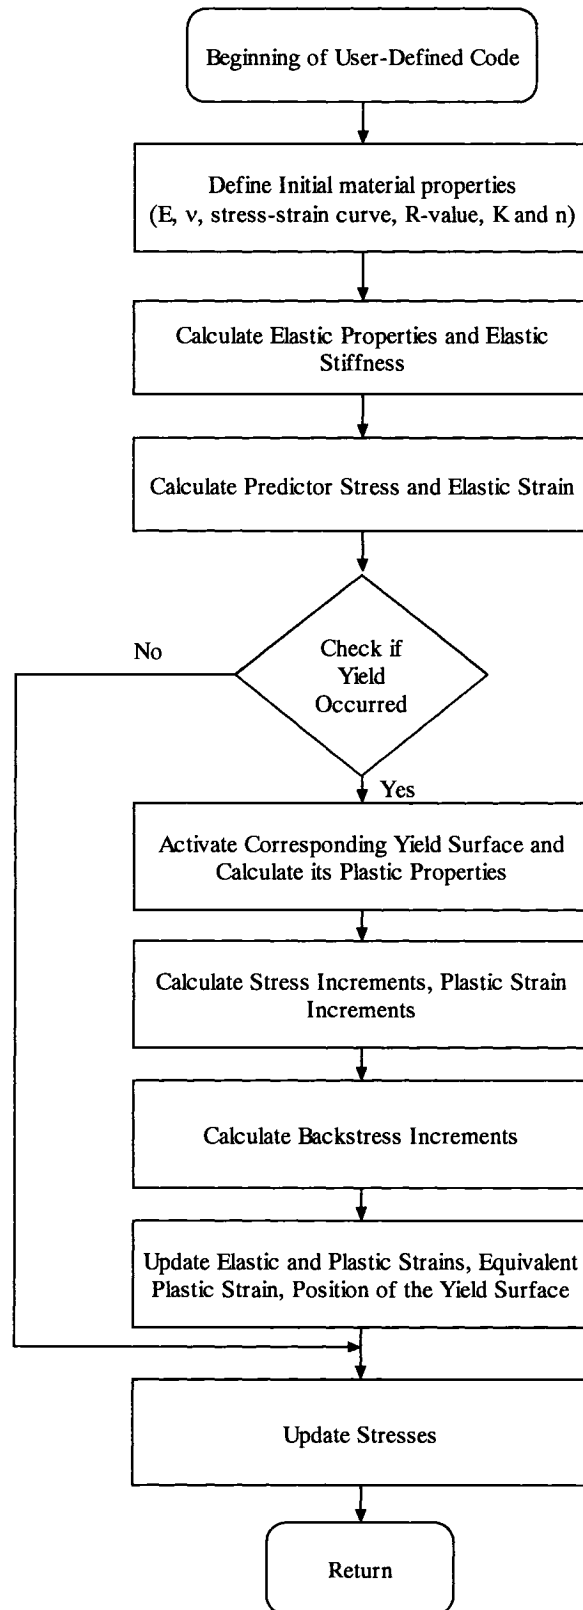 Beginning of User-Defined Code
Define Initial material properties
(E, ν, stress-strain curve, R-value, K and n)
Calculate Elastic Properties and Elastic
Stiffness
Calculate Predictor Stress and Elastic Strain
No
Check if
Yield
Occurred
Yes
Activate Corresponding Yield Surface and
Calculate its Plastic Properties
Calculate Stress Increments, Plastic Strain
Increments
Calculate Backstress Increments
Update Elastic and Plastic Strains, Equivalent
Plastic Strain, Position of the Yield Surface
Update Stresses
Return